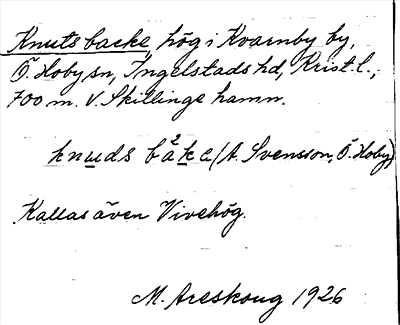 Knutsbacke, hög i Kvarnby by,
Ö. Hoby sn, Ingelstads hd, Krist. l.,
700 m. V. Skillinge hamn.
knuds bà²ka (A. Svensson, Ö. Hoby)
Kallas även Vivehög.
M. Areskoug 1926